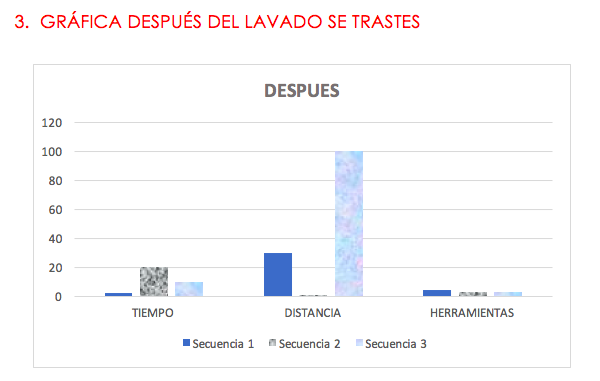 3. GRÁFICA DESPUÉS DEL LAVADO SE TRASTES
DESPUES
120
100
80
60
40
20
0
TIEMPO DISTANCIA HERRAMIENTAS
Secuencia 1 Secuencia 2 Secuencia 3